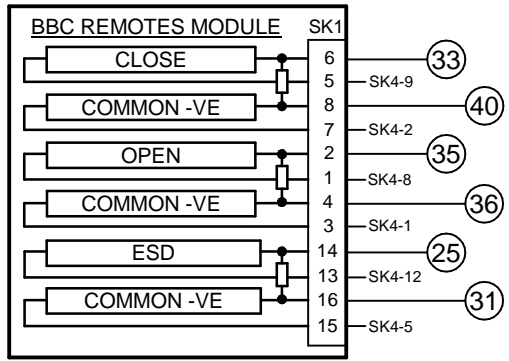 BBC REMOTES MODULE SK1
CLOSE 6 33
5 SK4-9
COMMON -VE 8 40
7 SK4-2
OPEN 2 35
1 SK4-8
COMMON -VE 4 36
3 SK4-1
ESD 14 25
13 SK4-12
COMMON -VE 16 31
15 SK4-5